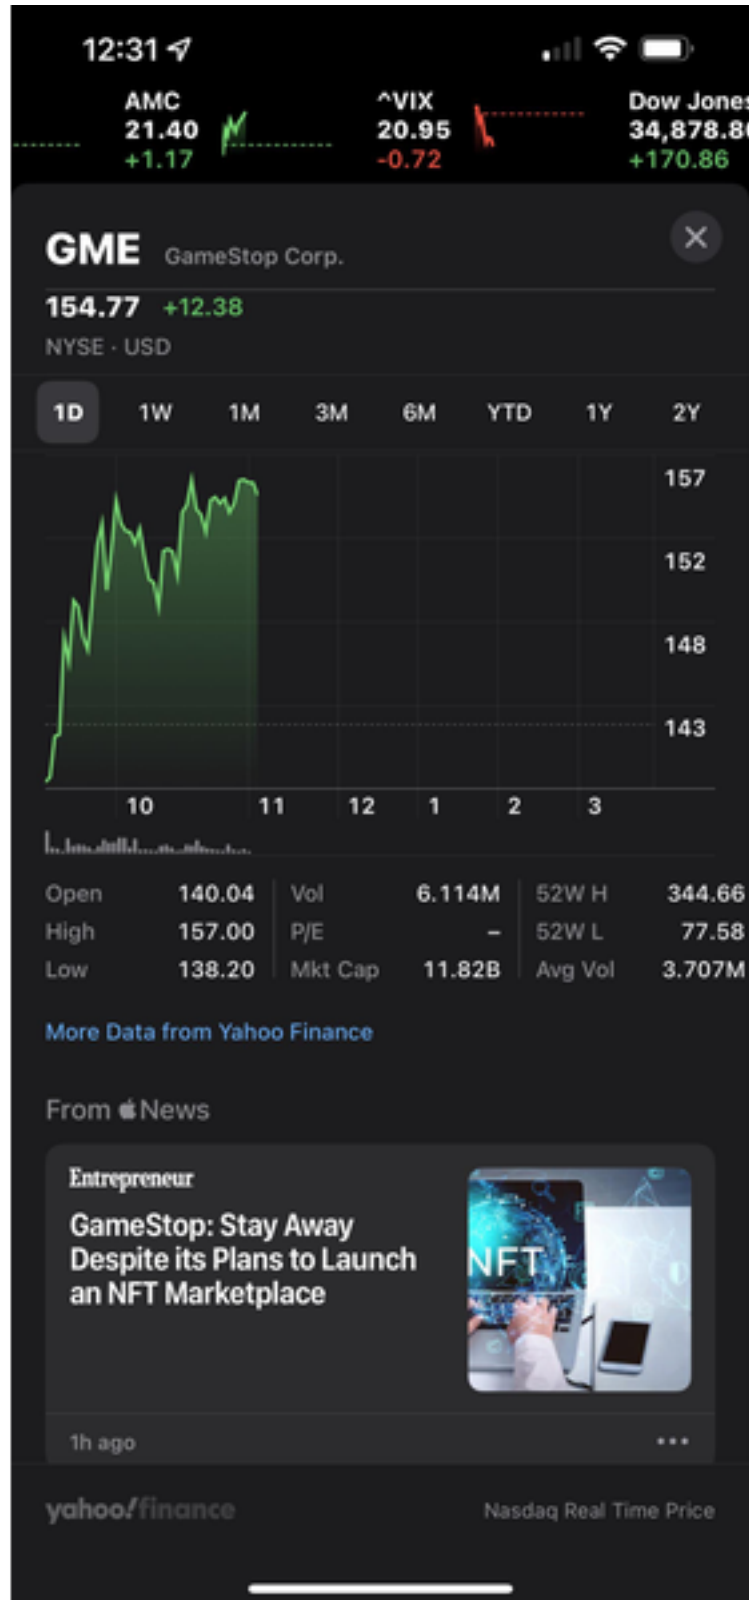 12:31
AMC
21.40
+1.17
^VIX
20.95
-0.72
Dow Jones
34,878.80
+170.86
GME GameStop Corp.
154.77 +12.38
NYSE · USD
1D 1W 1M 3M 6M YTD 1Y 2Y
157
152
148
143
10 11 12 1 2 3
Open 140.04 Vol 6.114M 52W H 344.66
High 157.00 P/E – 52W L 77.58
Low 138.20 Mkt Cap 11.82B Avg Vol 3.707M
More Data from Yahoo Finance
From News
Entrepreneur
GameStop: Stay Away
Despite its Plans to Launch
an NFT Marketplace
NFT
1h ago
yahoo!finance Nasdaq Real Time Price